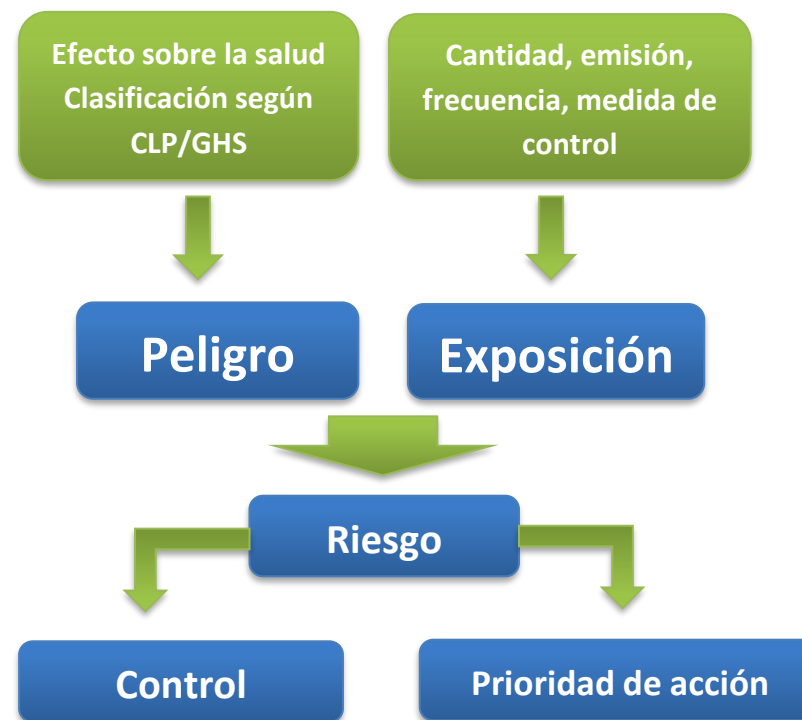 Efecto sobre la salud
Clasificación según
CLP/GHS
Cantidad, emisión,
frecuencia, medida de
control
Peligro
Exposición
Riesgo
Control
Prioridad de acción